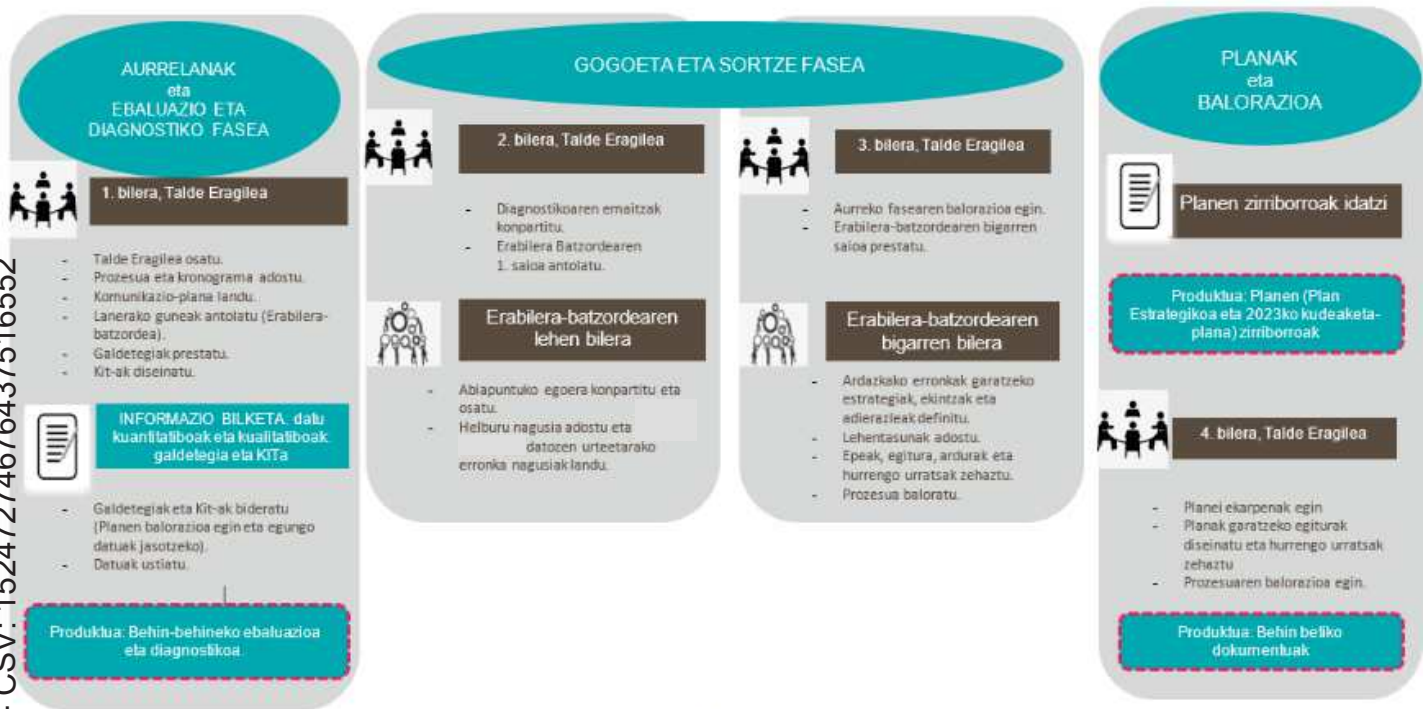 AURRELANAK
eta
EBALUAZIO ETA
DIAGNOSTIKO FASEA
1. bilera, Talde Eragilea
- Talde Eragilea osatu.
- Prozesua eta kronograma adostu.
- Komunikazio-plana landu.
- Lanerako guneak antolatu (Erabilera-
batzordea).
- Galdetegiak prestatu.
- Kit-ak diseinatu.
INFORMAZIO BILKETA: datu
kuantitatiboak eta kualitatiboak:
galdetegia eta KITa
- Galdetegiak eta Kit-ak bideratu
(Planen balorazioa egin eta egungo
datuak jasotzeko).
- Datuak ustiatu.
Produktua: Behin-behineko ebaluazioa
eta diagnostikoa
GOGOETA ETA SORTZE FASEA
2. bilera, Talde Eragilea
- Diagnostikoaren emaitzak
konpartitu.
- Erabilera Batzordearen
1. saioa antolatu.
Erabilera-batzordearen
lehen bilera
- Abiapuntuko egoera konpartitu eta
osatu.
- Helburu nagusia adostu eta
datozen urteetarako
erronka nagusiak landu.
3. bilera, Talde Eragilea
- Aurreko fasearen balorazioa egin.
- Erabilera-batzordearen bigarren
saioa prestatu.
Erabilera-batzordearen
bigarren bilera
- Ardazkako erronkak garatzeko
estrategiak, ekintzak eta
adierazleak definitu.
- Lehentasunak adostu.
- Epeak, egitura, ardurak eta
hurrengo urratsak zehaztu.
- Prozesua baloratu.
PLANAK
eta
BALORAZIOA
Planen zirriborroak idatzi
Produktua: Planen (Plan
Estrategikoa eta 2023ko kudeaketa-
plana) zirriborroak
4. bilera, Talde Eragilea
- Planei ekarpenak egin
- Planak garatzeko egiturak
diseinatu eta hurrengo urratsak
zehaztu
- Prozesuaren balorazioa egin.
Produktua: Behin betiko
dokumentuak
CSV: 15247274676437516552